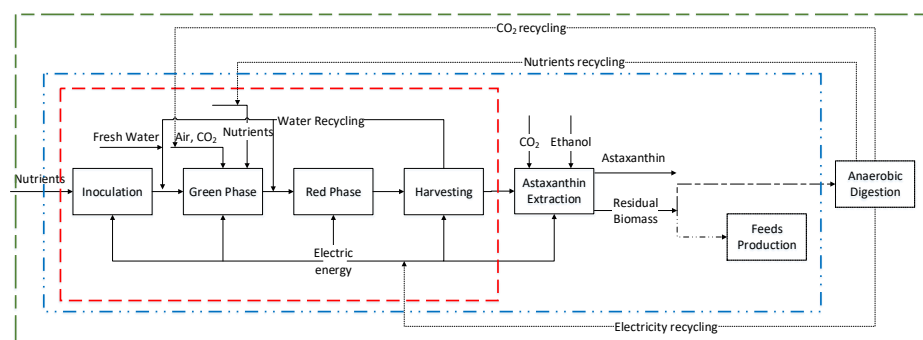 CO₂ recycling
Nutrients recycling
Fresh Water
Air, CO₂
Nutrients
Water Recycling
CO₂
Ethanol
Nutrients
Inoculation
Green Phase
Red Phase
Harvesting
Astaxanthin
Extraction
Astaxanthin
Residual
Biomass
Anaerobic
Digestion
Feeds
Production
Electric
energy
Electricity recycling